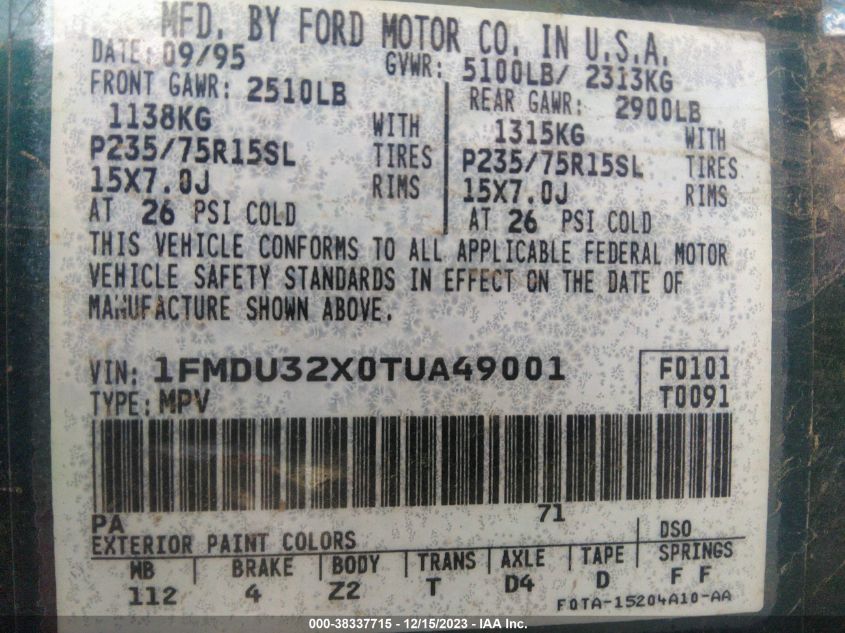 MFD. BY FORD MOTOR CO. IN U.S.A.
DATE: 09/95 GVWR: 5100LB/ 2313KG
FRONT GAWR: 2510LB REAR GAWR: 2900LB
1138KG WITH 1315KG WITH
P235/75R15SL TIRES P235/75R15SL TIRES
15X7.0J RIMS 15X7.0J RIMS
AT 26 PSI COLD AT 26 PSI COLD
THIS VEHICLE CONFORMS TO ALL APPLICABLE FEDERAL MOTOR
VEHICLE SAFETY STANDARDS IN EFFECT ON THE DATE OF
MANUFACTURE SHOWN ABOVE.
VIN: 1FMDU32X0TUA49001 F0101
TYPE: MPV T0091
PA 71
EXTERIOR PAINT COLORS DSO
WB BRAKE BODY TRANS AXLE TAPE SPRINGS
112 4 Z2 T D4 D F F
F0TA-15204A10-AA
000-38337715 - 12/15/2023 - IAA Inc.